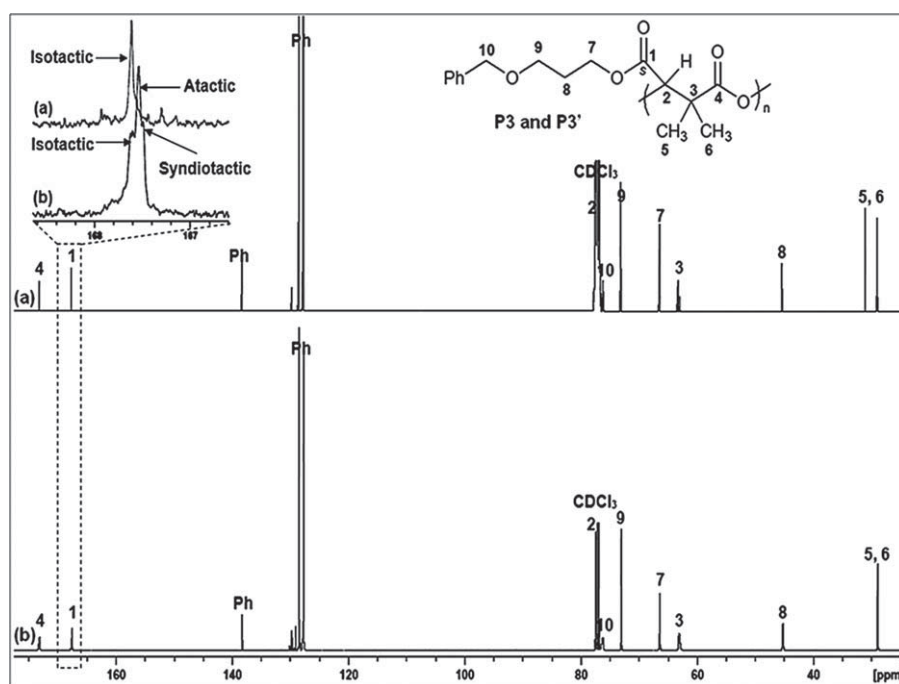 Isotactic
Atactic
(a)
Isotactic
Syndiotactic
(b)
168
167
Ph
10
9
7
O
1
S
H
O
Ph
O
8
O
2
3
4
O
n
CH3
CH3
5
6
P3 and P3'
CDCl3
2
9
10
7
3
8
5, 6
4
1
Ph
(a)
Ph
CDCl3
2
9
10
7
3
8
5, 6
4
1
Ph
(b)
160
140
120
100
80
60
40
[ppm